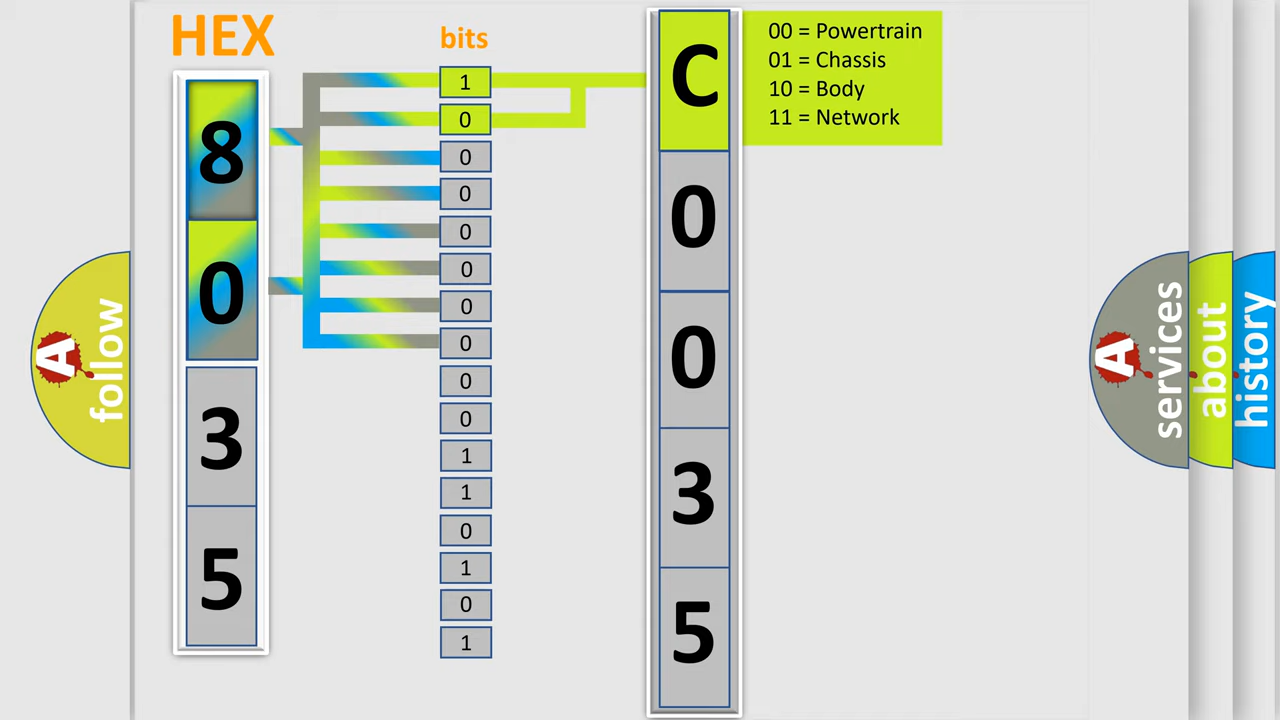 HEX
bits
8
0
3
5
1
0
0
0
0
0
0
0
0
0
1
1
0
1
0
1
C
0
0
3
5
00 = Powertrain
01 = Chassis
10 = Body
11 = Network
A
follow
A
services
about
history